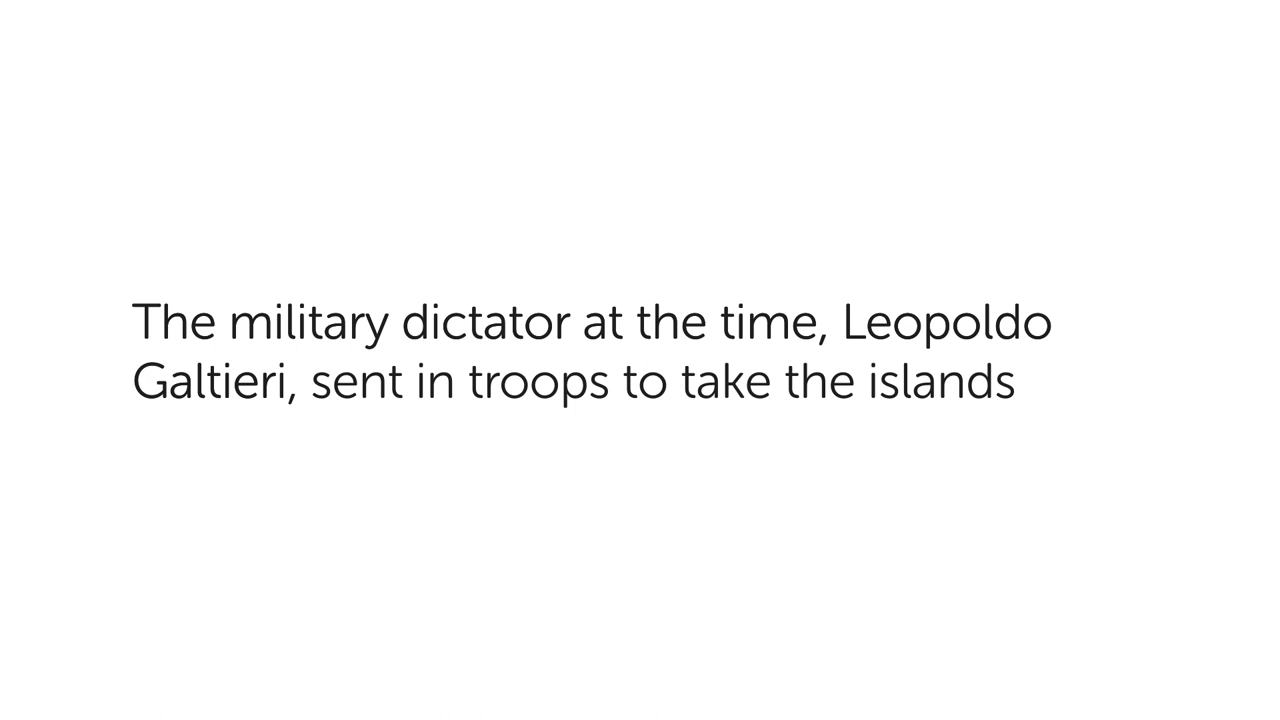 The military dictator at the time, Leopoldo
Galtieri, sent in troops to take the islands